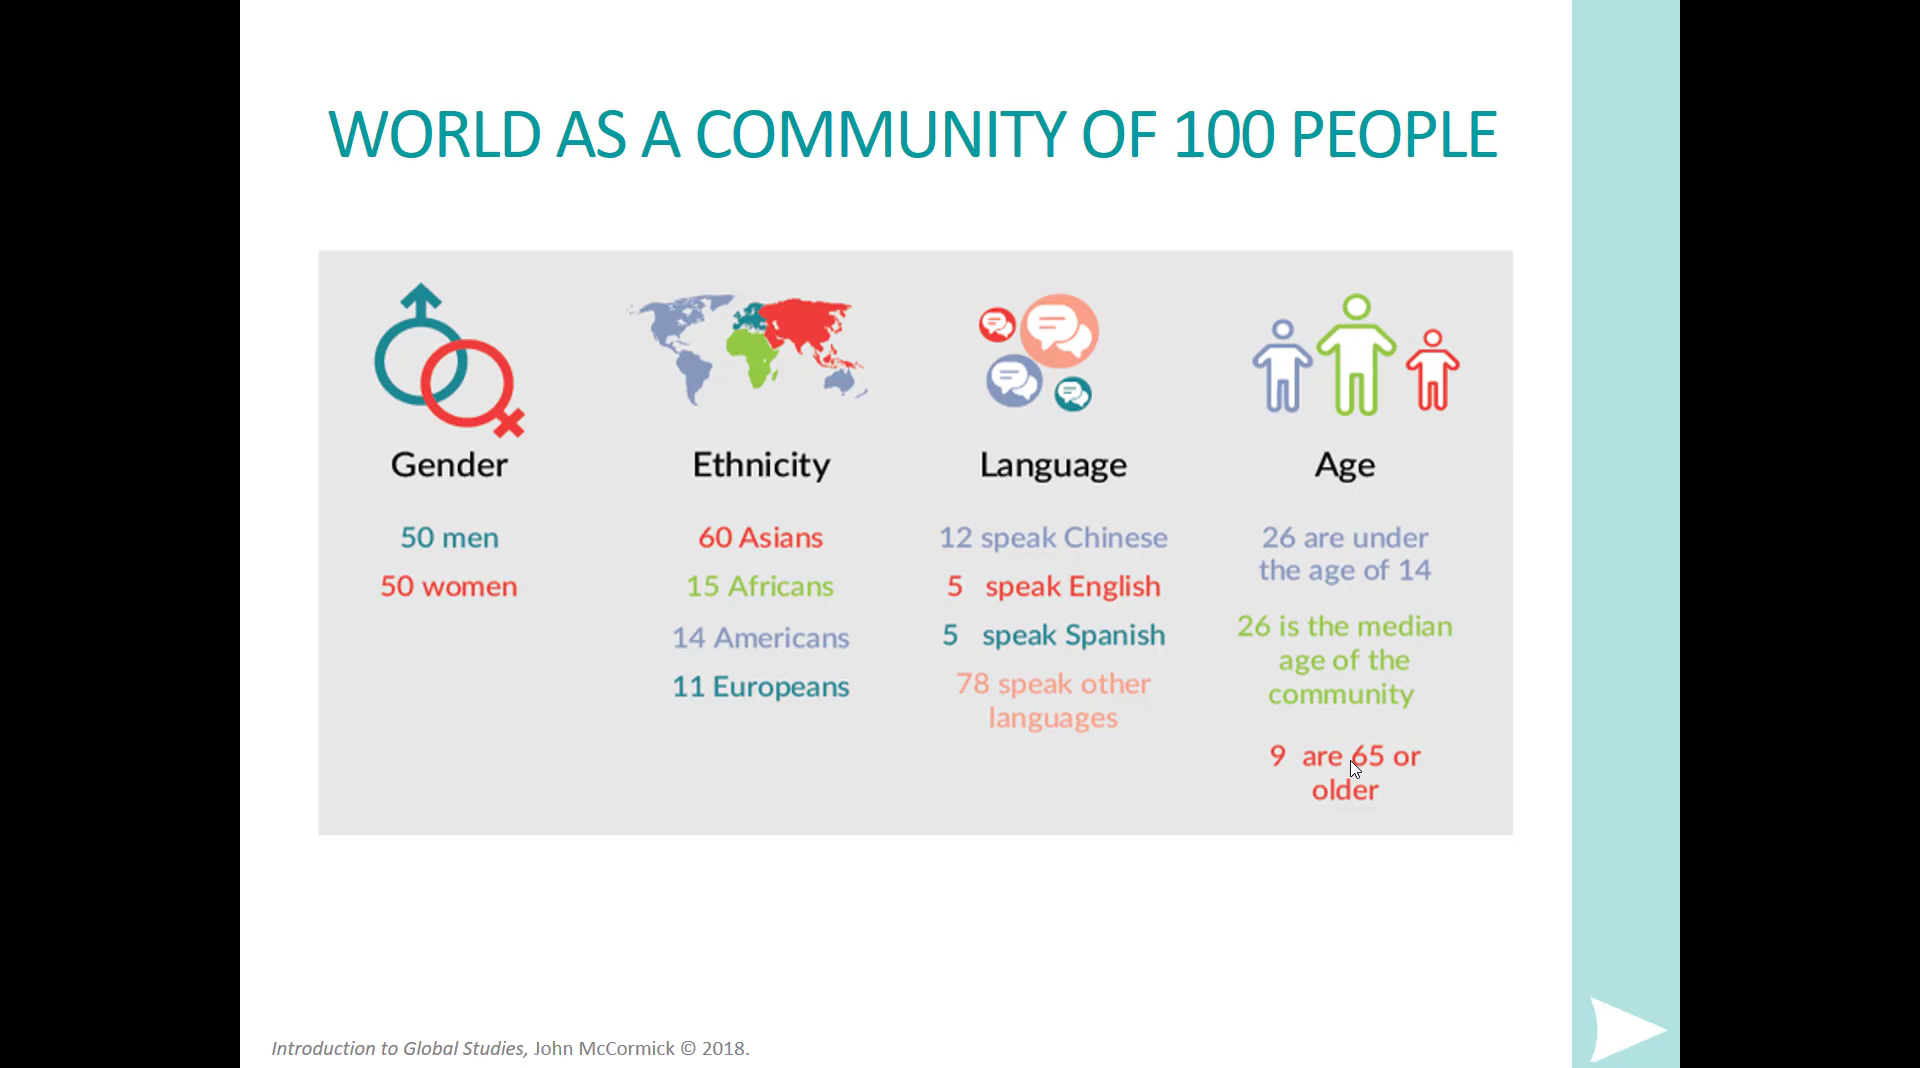 WORLD AS A COMMUNITY OF 100 PEOPLE
Gender
50 men
50 women
Ethnicity
60 Asians
15 Africans
14 Americans
11 Europeans
Language
12 speak Chinese
5 speak English
5 speak Spanish
78 speak other
languages
Age
26 are under
the age of 14
26 is the median
age of the
community
9 are 65 or
older
Introduction to Global Studies, John McCormick © 2018.